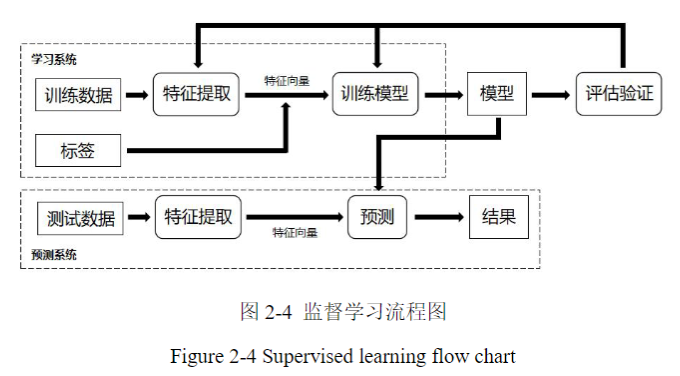 学习系统
训练数据
特征提取
特征向量
训练模型
模型
评估验证
标签
测试数据
特征提取
特征向量
预测
结果
预测系统
图 2-4 监督学习流程图
Figure 2-4 Supervised learning flow chart